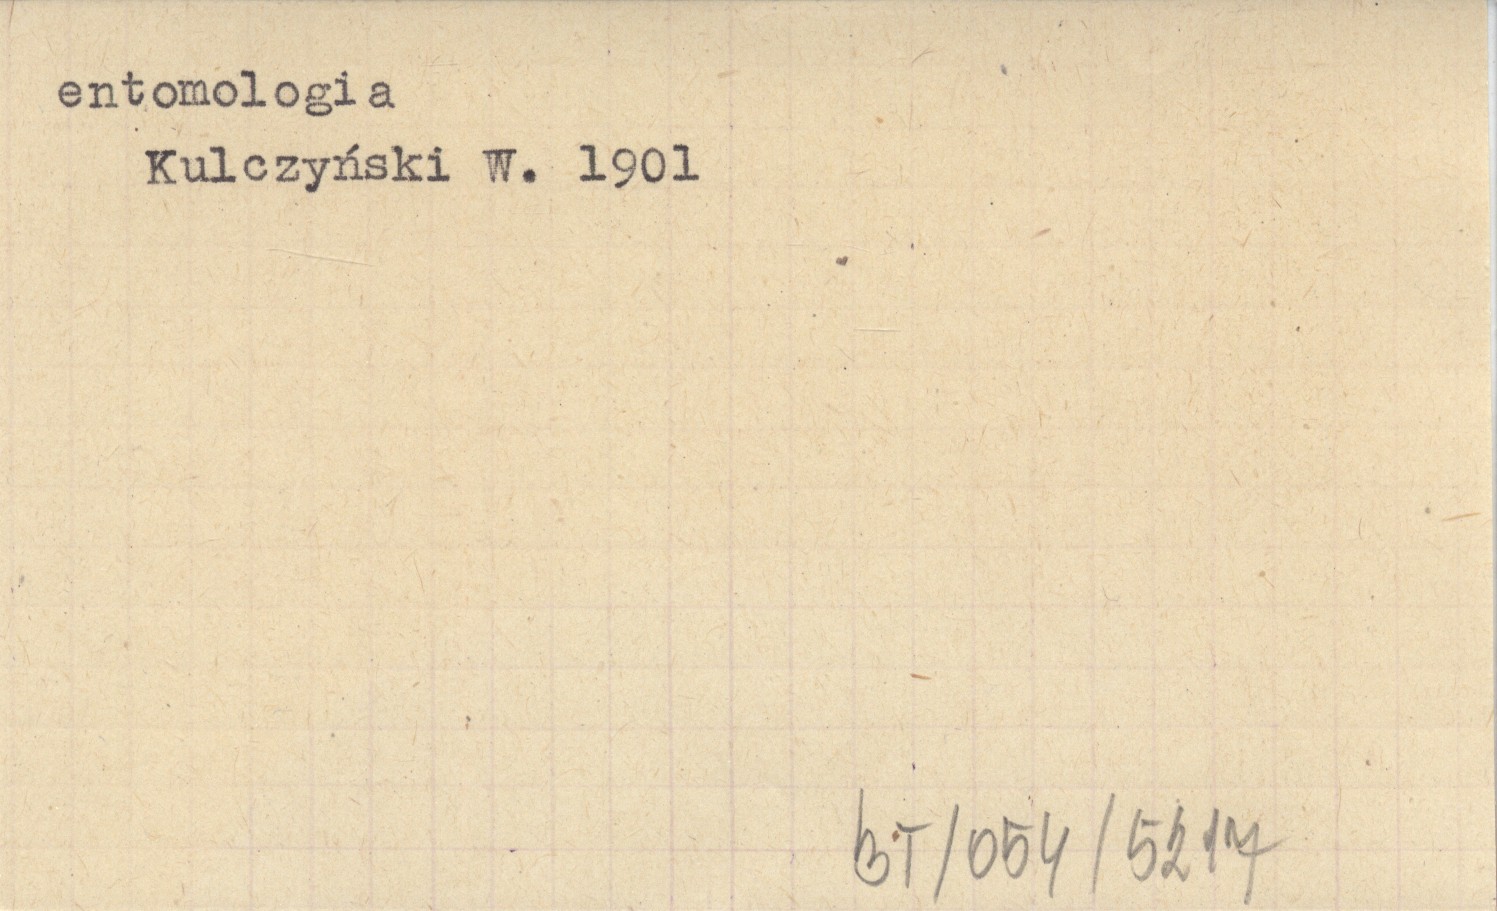 entomologia
Kulczyński W. 1901
BT/054/5217